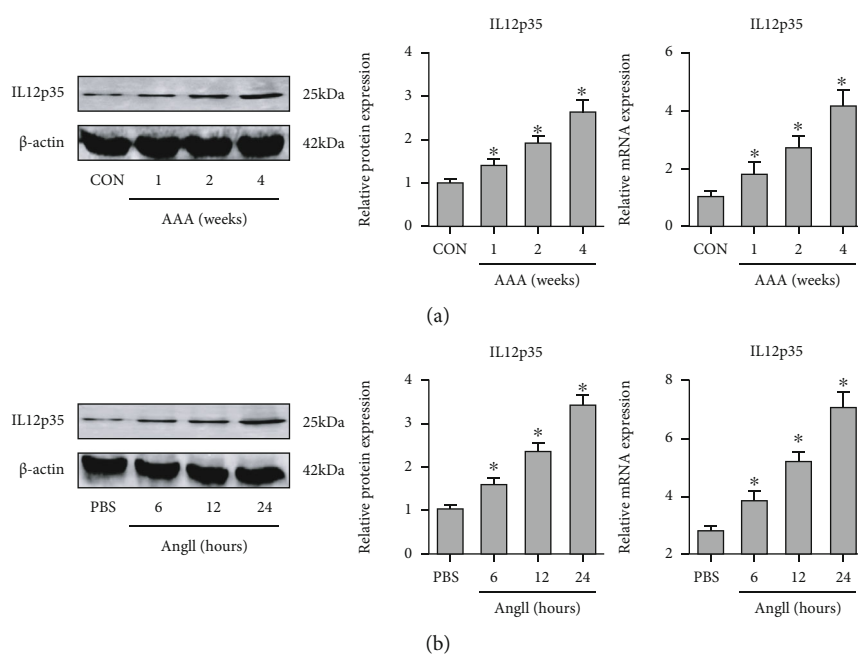 IL12p35
25kDa
β-actin
42kDa
CON 1 2 4
AAA (weeks)
IL12p35
Relative protein expression
4
3
2
1
0
* * *
CON 1 2 4
AAA (weeks)
IL12p35
Relative mRNA expression
6
4
2
0
* * *
CON 1 2 4
AAA (weeks)
(a)
IL12p35
25kDa
β-actin
42kDa
PBS 6 12 24
AngII (hours)
IL12p35
Relative protein expression
4
3
2
1
0
* * *
PBS 6 12 24
AngII (hours)
IL12p35
Relative mRNA expression
8
6
4
2
* * *
PBS 6 12 24
AngII (hours)
(b)